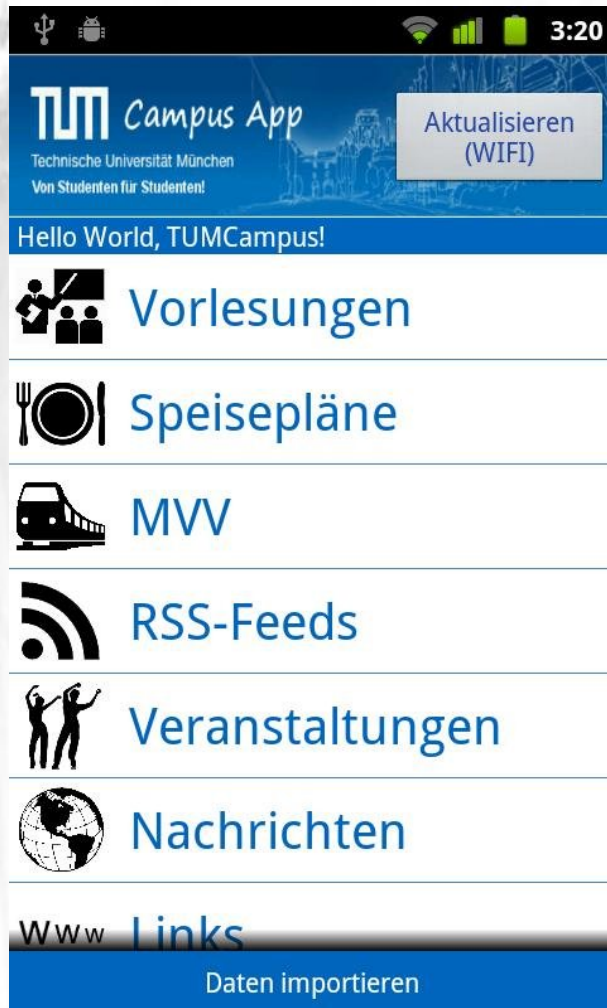 3:20
TUM Campus App
Technische Universität München
Von Studenten für Studenten!
Aktualisieren
(WIFI)
Hello World, TUMCampus!
Vorlesungen
Speisepläne
MVV
RSS-Feeds
Veranstaltungen
Nachrichten
Www Links
Daten importieren